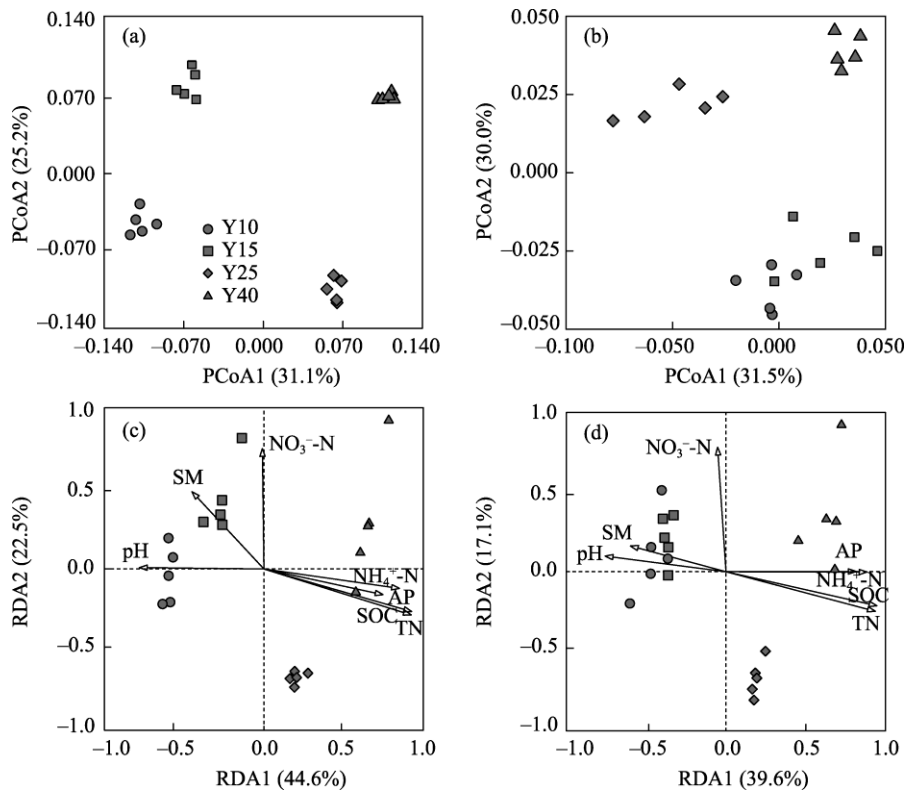 (a)
0.140
0.070
0.000
−0.070
−0.140
PCoA2 (25.2%)
Y10
Y15
Y25
Y40
−0.140 −0.070 0.000 0.070 0.140
PCoA1 (31.1%)
(b)
0.050
0.025
0.000
−0.025
−0.050
PCoA2 (30.0%)
−0.100 −0.050 0.000 0.050
PCoA1 (31.5%)
(c)
1.0
0.5
0.0
−0.5
−1.0
RDA2 (22.5%)
NO₃⁻-N
SM
pH
NH₄⁺-N
AP
SOC
TN
−0.5 0.0 0.5 1.0
RDA1 (44.6%)
(d)
1.0
0.5
0.0
−0.5
−1.0
RDA2 (17.1%)
NO₃⁻-N
SM
pH
AP
NH₄⁺-N
SOC
TN
−1.0 −0.5 0.0 0.5 1.0
RDA1 (39.6%)